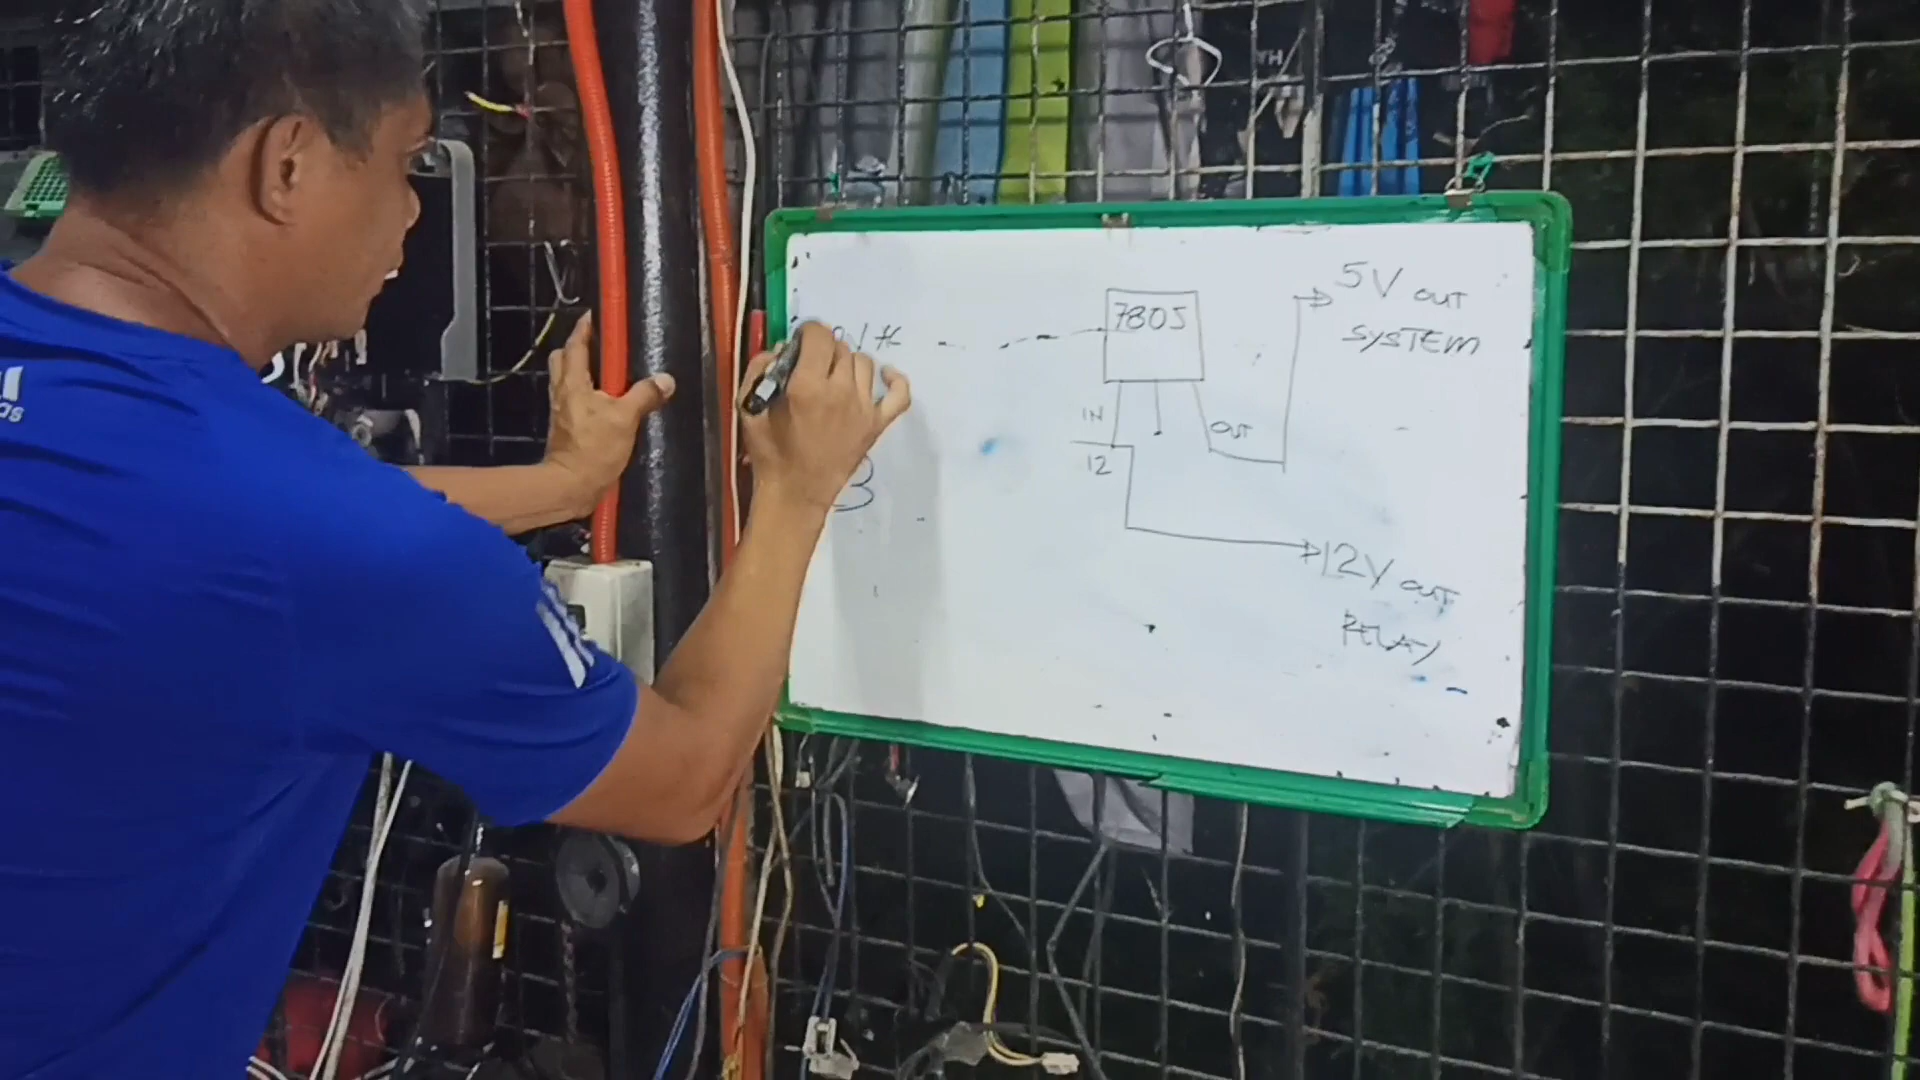 7805
5V OUT
SYSTEM
IN
OUT
12
12V OUT
RELAY